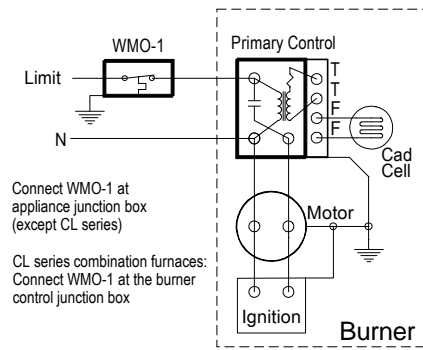 WMO-1
Primary Control
Limit
T
T
F
F
N
Cad
Cell
Connect WMO-1 at
appliance junction box
(except CL series)
Motor
CL series combination furnaces:
Connect WMO-1 at the burner
control junction box
Ignition
Burner